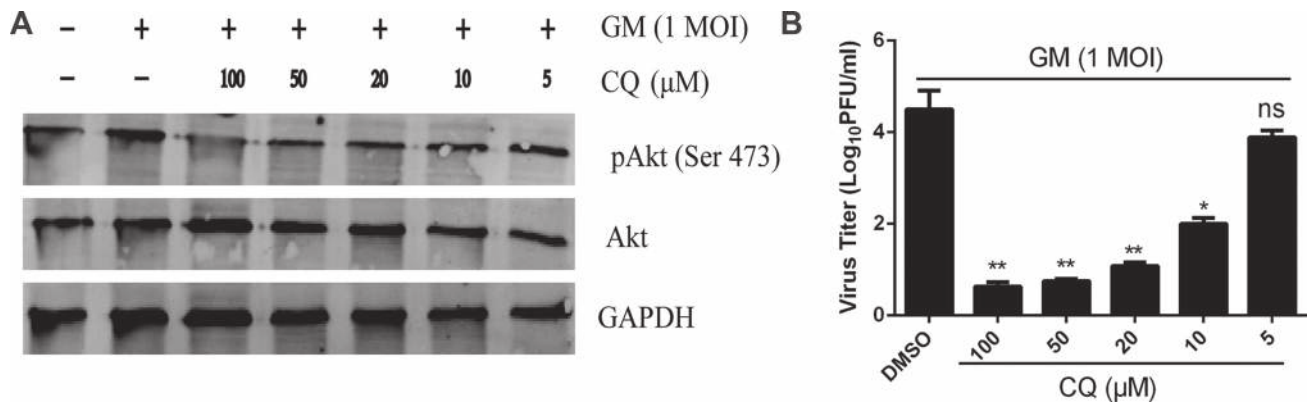 A
− + + + + + + GM (1 MOI)
− − 100 50 20 10 5 CQ (μM)
pAkt (Ser 473)
Akt
GAPDH
B
GM (1 MOI)
Virus Titer (Log₁₀PFU/ml)
6
4
2
0
** ** ** * ns
DMSO 100 50 20 10 5
CQ (μM)